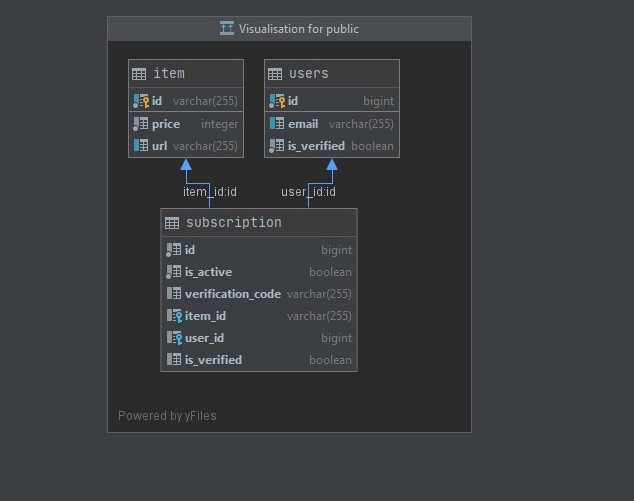 Visualisation for public
item
id varchar(255)
price integer
url varchar(255)
users
id bigint
email varchar(255)
is_verified boolean
item_id:id
user_id:id
subscription
id bigint
is_active boolean
verification_code varchar(255)
item_id varchar(255)
user_id bigint
is_verified boolean
Powered by yFiles